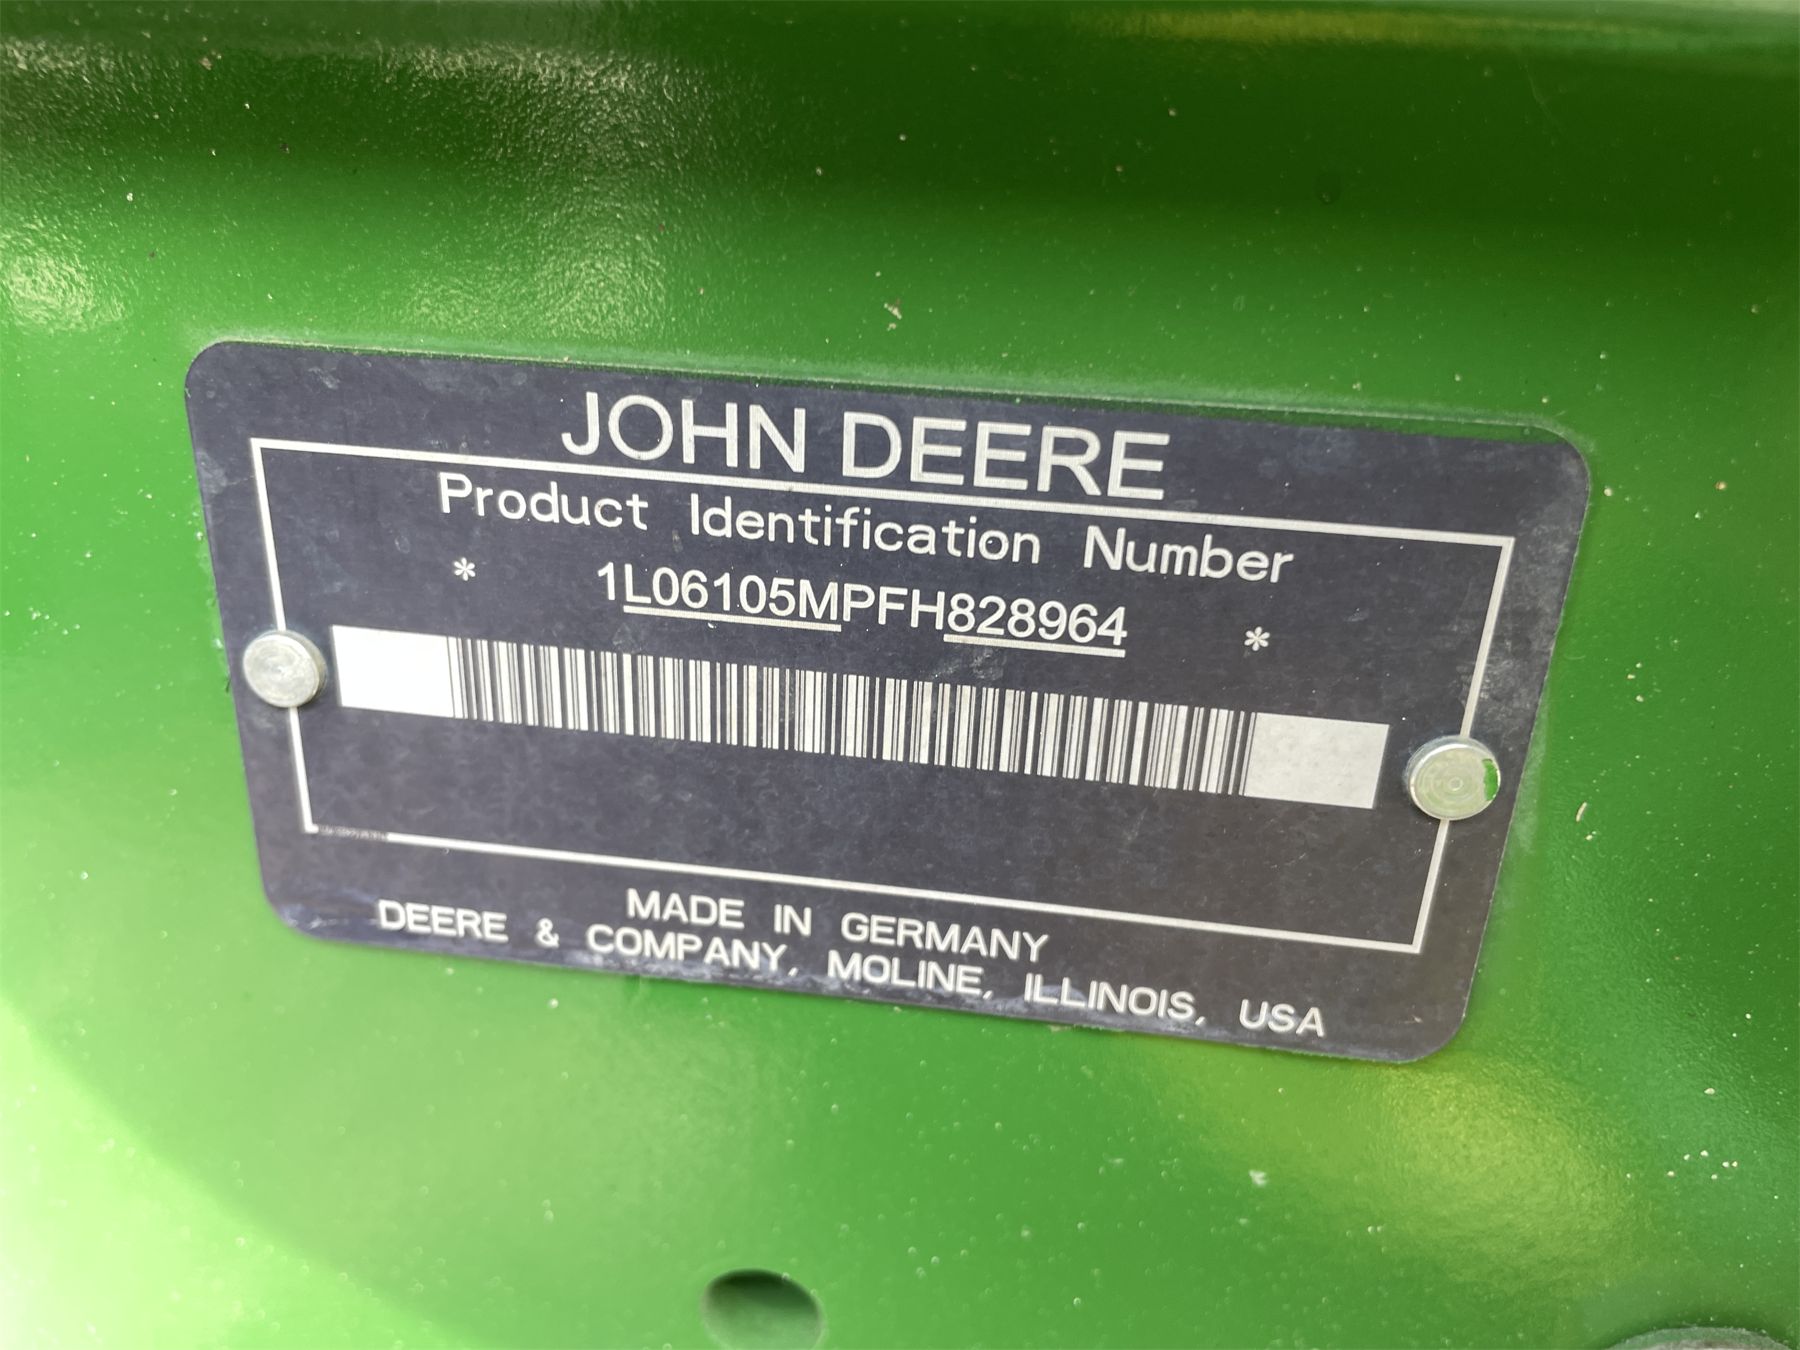 JOHN DEERE
Product Identification Number
* 1L06105MPFH828964 *
MADE IN GERMANY
DEERE & COMPANY, MOLINE, ILLINOIS, USA